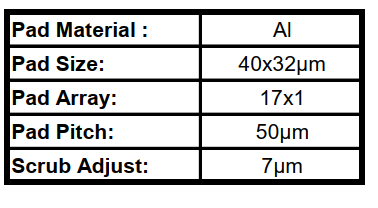 Pad Material : Al
Pad Size: 40x32µm
Pad Array: 17x1
Pad Pitch: 50µm
Scrub Adjust: 7µm